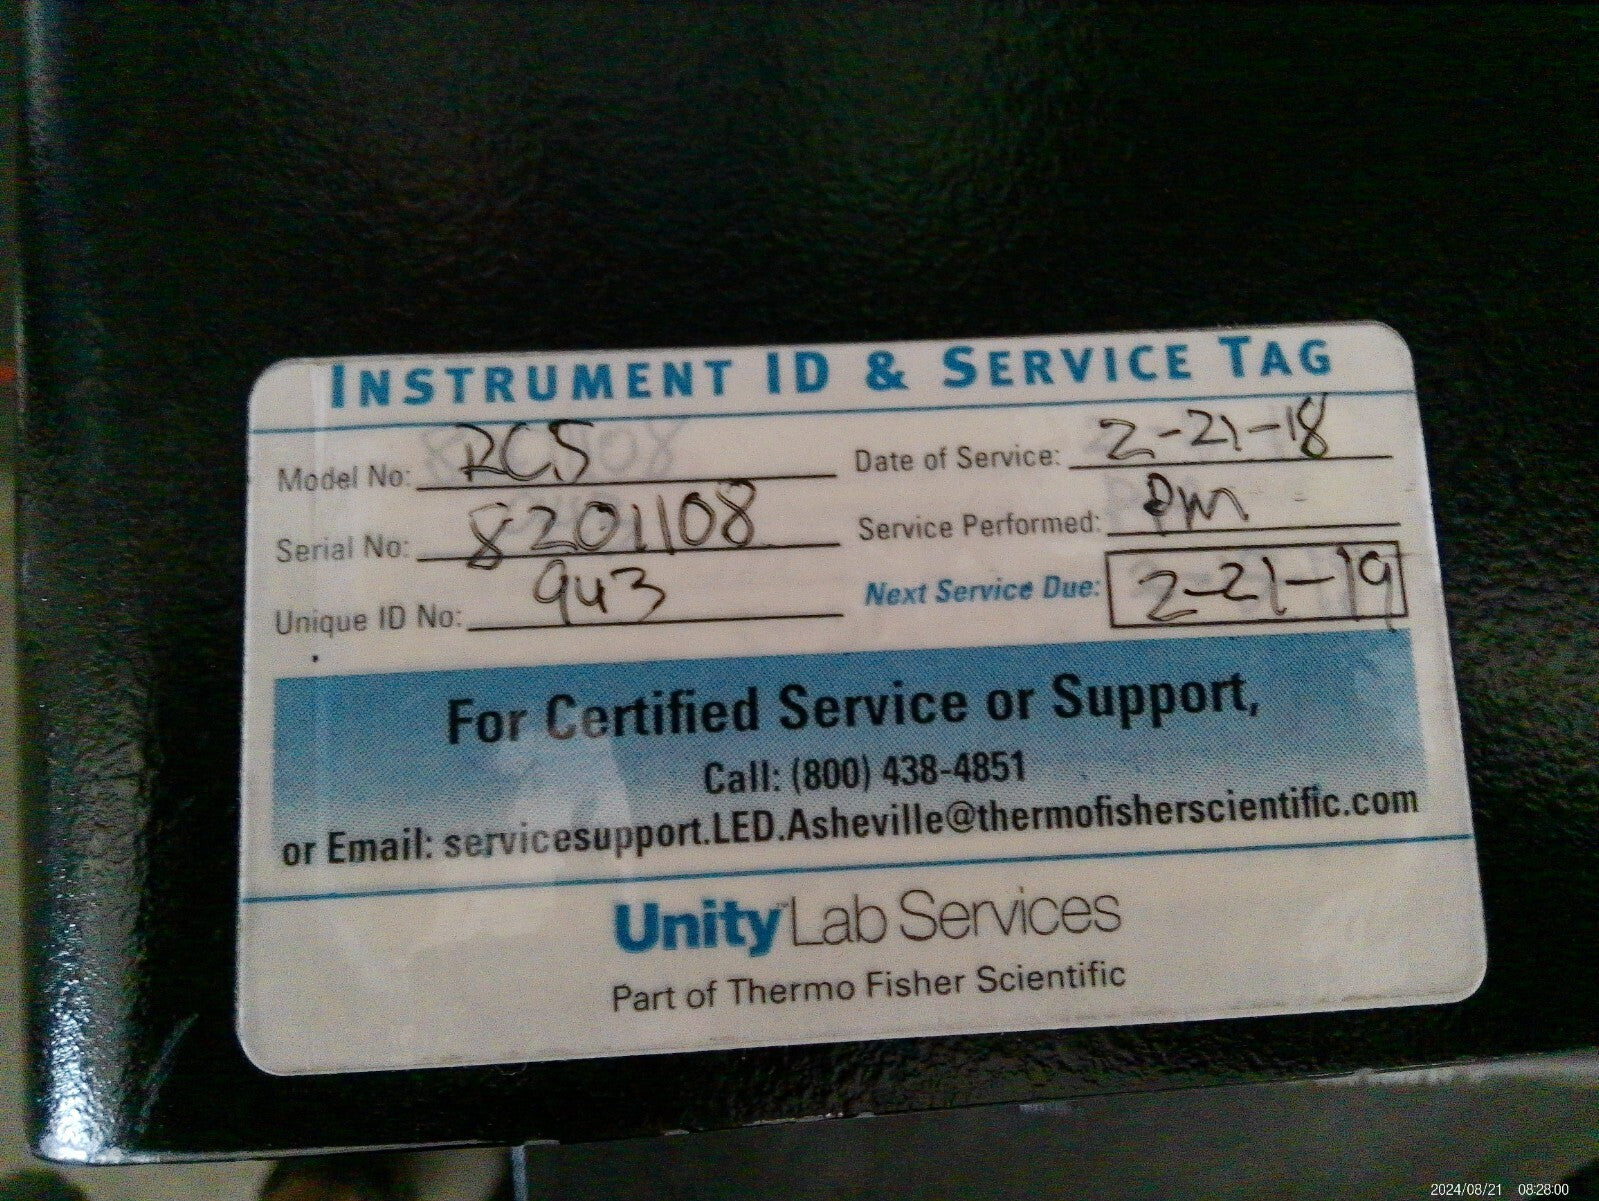 INSTRUMENT ID & SERVICE TAG
Model No: RC5
Serial No: 8201108
Unique ID No: 943
Date of Service: 2-21-18
Service Performed: PM
Next Service Due: 2-21-19
For Certified Service or Support,
Call: (800) 438-4851
or Email: servicesupport.LED.Asheville@thermofisherscientific.com
Unity Lab Services
Part of Thermo Fisher Scientific
2024/08/21 08:28:00